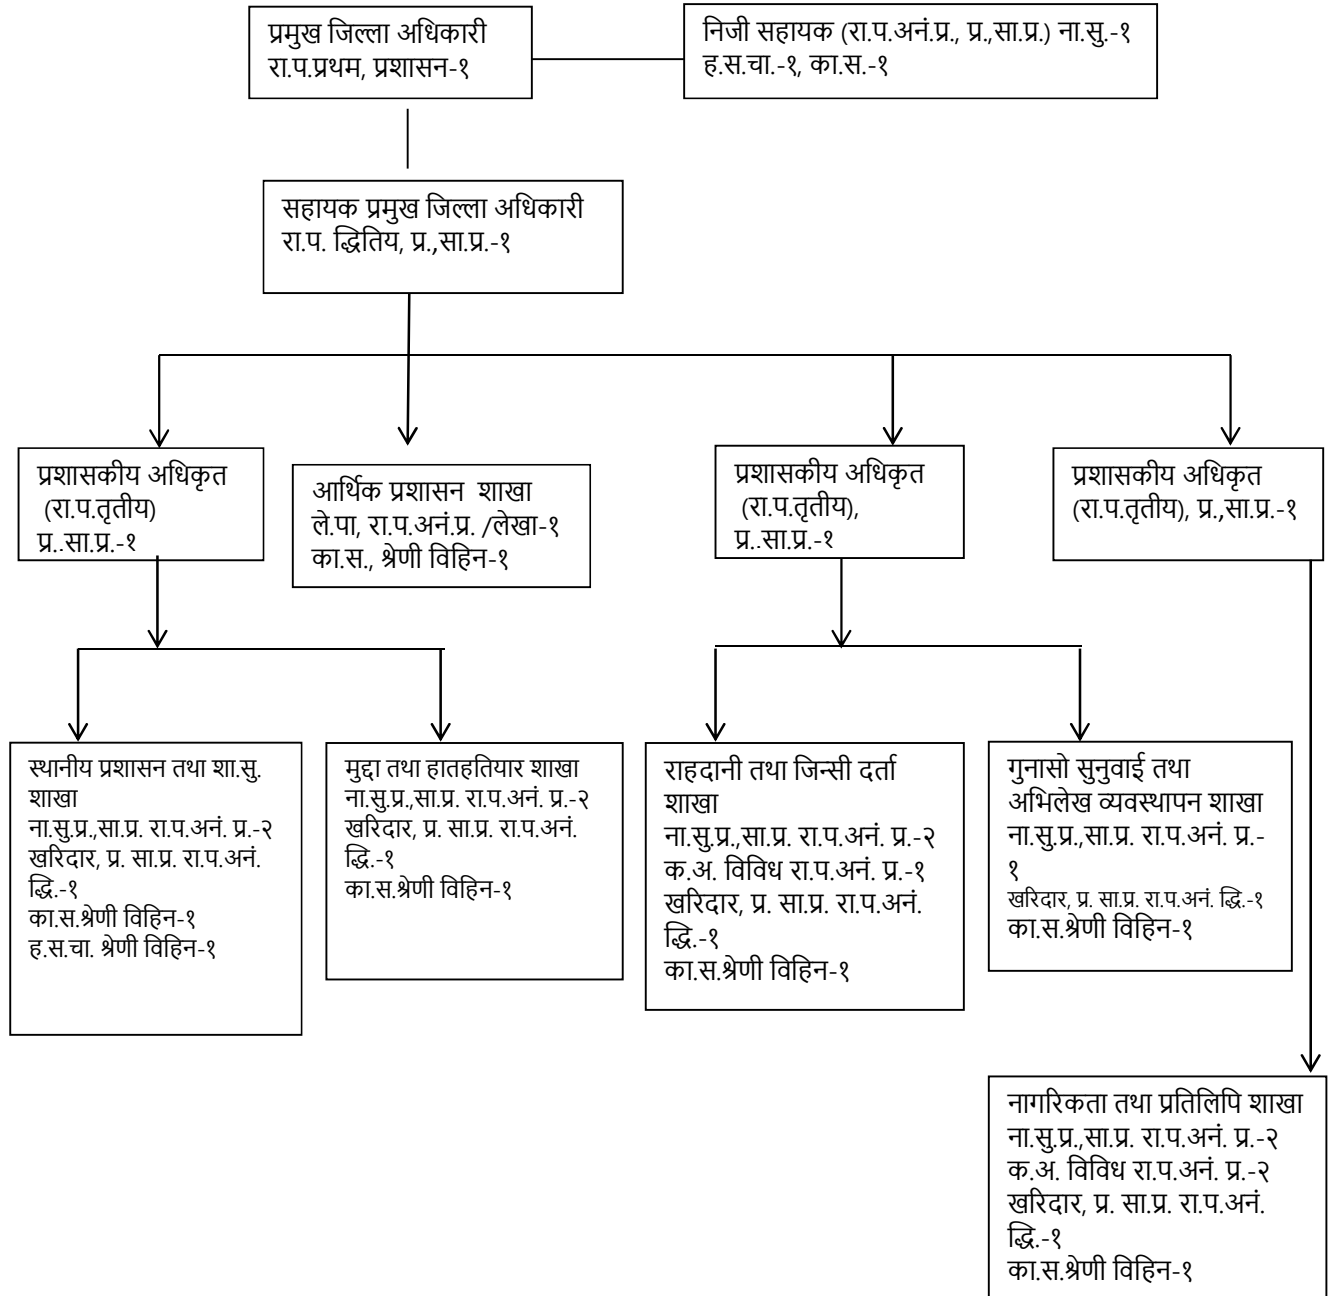 प्रमुख जिल्ला अधिकारी
रा.प.प्रथम, प्रशासन-१
निजी सहायक (रा.प.अनं.प्र., प्र.,सा.प्र.) ना.सु.-१
ह.स.चा.-१, का.स.-१
सहायक प्रमुख जिल्ला अधिकारी
रा.प. द्धितिय, प्र.,सा.प्र.-१
प्रशासकीय अधिकृत
(रा.प.तृतीय)
प्र..सा.प्र.-१
आर्थिक प्रशासन शाखा
ले.पा, रा.प.अनं.प्र. /लेखा-१
का.स., श्रेणी विहिन-१
प्रशासकीय अधिकृत
(रा.प.तृतीय),
प्र..सा.प्र.-१
प्रशासकीय अधिकृत
(रा.प.तृतीय), प्र.,सा.प्र.-१
स्थानीय प्रशासन तथा शा.सु.
शाखा
ना.सु.प्र.,सा.प्र. रा.प.अनं. प्र.-२
खरिदार, प्र. सा.प्र. रा.प.अनं.
द्धि.-१
का.स.श्रेणी विहिन-१
ह.स.चा. श्रेणी विहिन-१
मुद्दा तथा हातहतियार शाखा
ना.सु.प्र.,सा.प्र. रा.प.अनं. प्र.-२
खरिदार, प्र. सा.प्र. रा.प.अनं.
द्धि.-१
का.स.श्रेणी विहिन-१
राहदानी तथा जिन्सी दर्ता
शाखा
ना.सु.प्र.,सा.प्र. रा.प.अनं. प्र.-२
क.अ. विविध रा.प.अनं. प्र.-१
खरिदार, प्र. सा.प्र. रा.प.अनं.
द्धि.-१
का.स.श्रेणी विहिन-१
गुनासो सुनुवाई तथा
अभिलेख व्यवस्थापन शाखा
ना.सु.प्र.,सा.प्र. रा.प.अनं. प्र.-
१
खरिदार, प्र. सा.प्र. रा.प.अनं. द्धि.-१
का.स.श्रेणी विहिन-१
नागरिकता तथा प्रतिलिपि शाखा
ना.सु.प्र.,सा.प्र. रा.प.अनं. प्र.-२
क.अ. विविध रा.प.अनं. प्र.-२
खरिदार, प्र. सा.प्र. रा.प.अनं.
द्धि.-१
का.स.श्रेणी विहिन-१